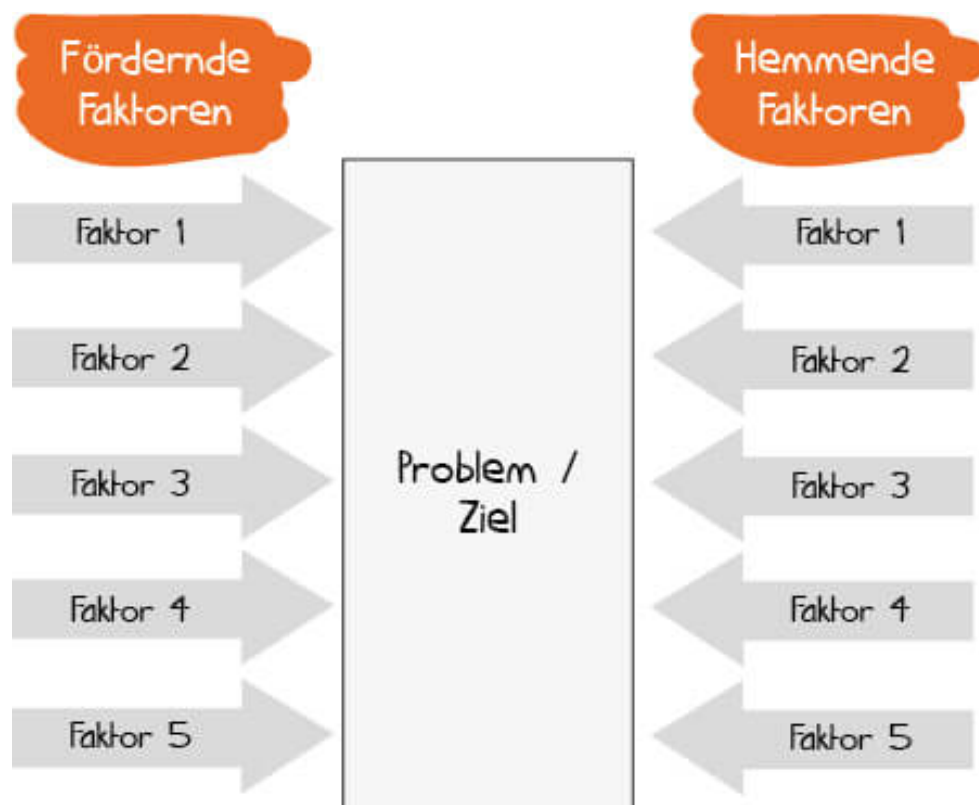 Fördernde
Faktoren
Hemmende
Faktoren
Faktor 1
Faktor 2
Faktor 3
Faktor 4
Faktor 5
Problem /
Ziel
Faktor 1
Faktor 2
Faktor 3
Faktor 4
Faktor 5